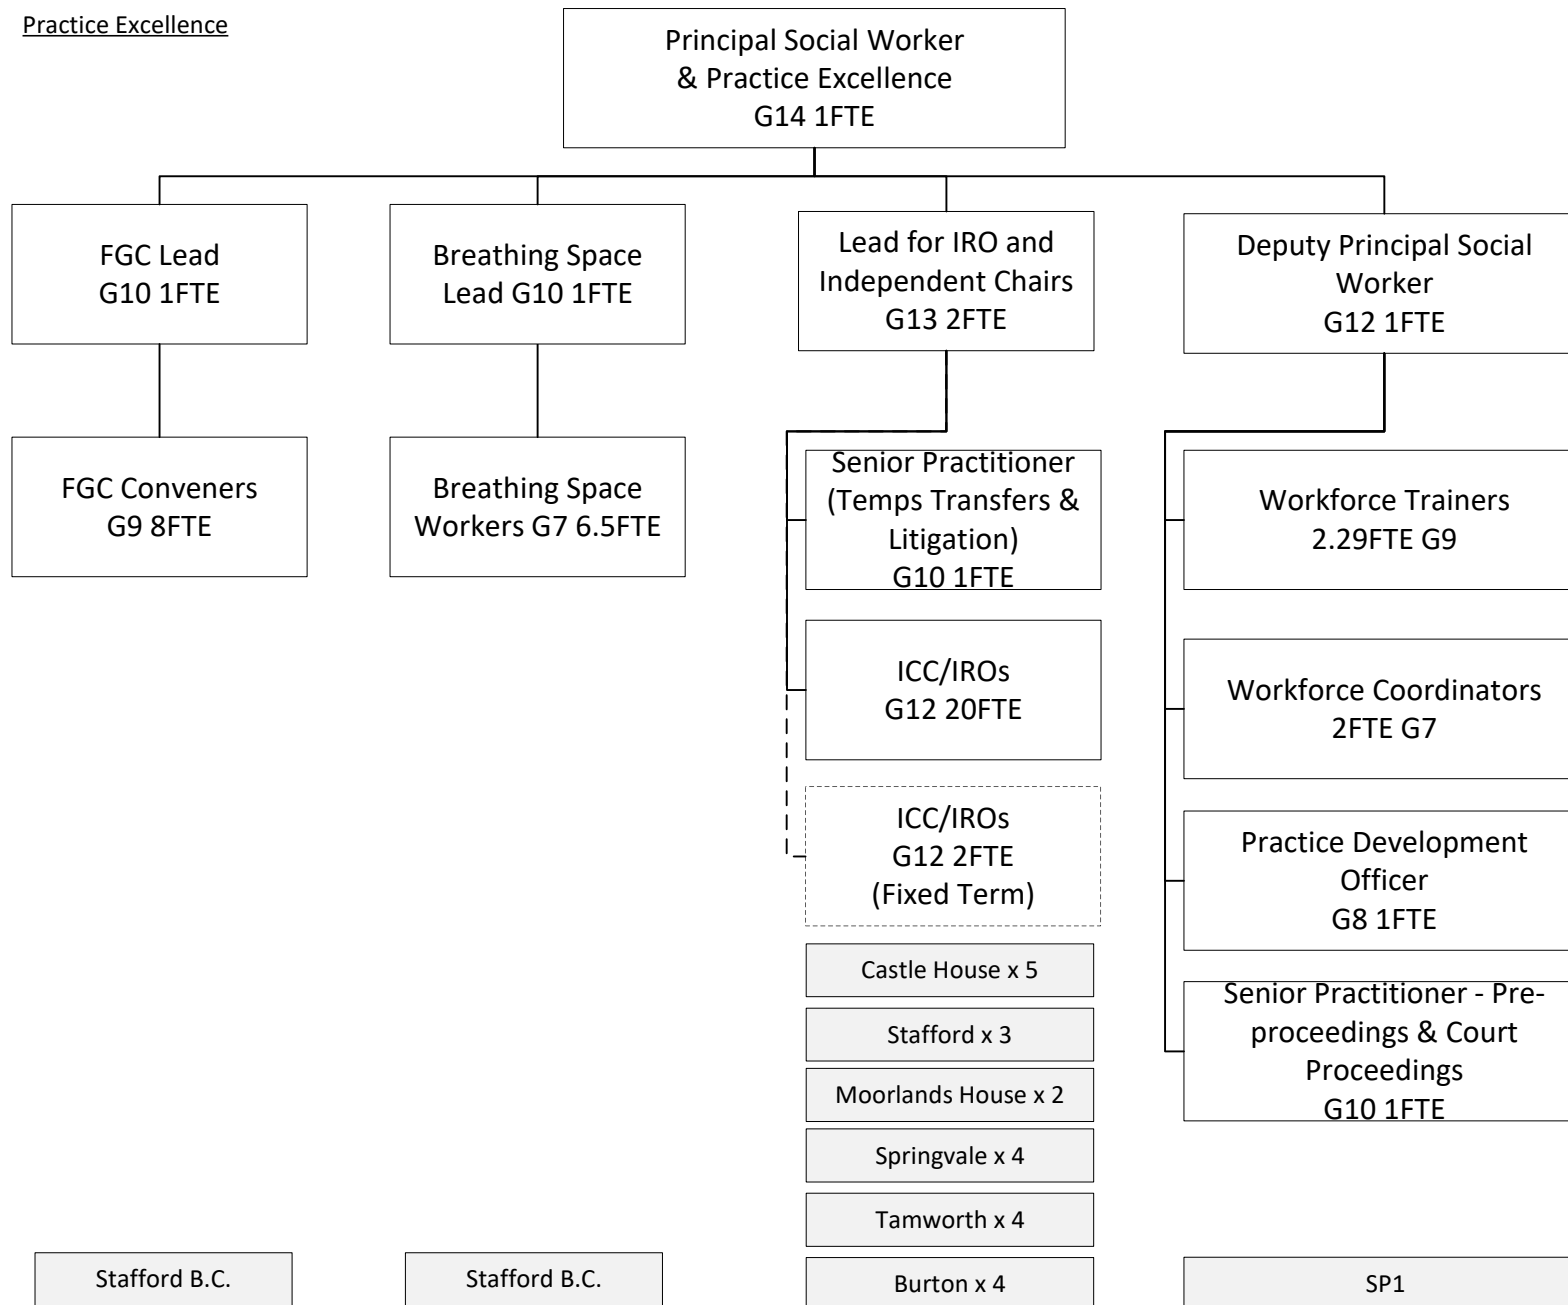 Practice Excellence
Principal Social Worker
& Practice Excellence
G14 1FTE
FGC Lead
G10 1FTE
Breathing Space
Lead G10 1FTE
Lead for IRO and
Independent Chairs
G13 2FTE
Deputy Principal Social
Worker
G12 1FTE
FGC Conveners
G9 8FTE
Breathing Space
Workers G7 6.5FTE
Senior Practitioner
(Temps Transfers &
Litigation)
G10 1FTE
Workforce Trainers
2.29FTE G9
ICC/IROs
G12 20FTE
Workforce Coordinators
2FTE G7
ICC/IROs
G12 2FTE
(Fixed Term)
Practice Development
Officer
G8 1FTE
Castle House x 5
Stafford x 3
Moorlands House x 2
Springvale x 4
Tamworth x 4
Burton x 4
Senior Practitioner - Pre-
proceedings & Court
Proceedings
G10 1FTE
Stafford B.C.
Stafford B.C.
SP1